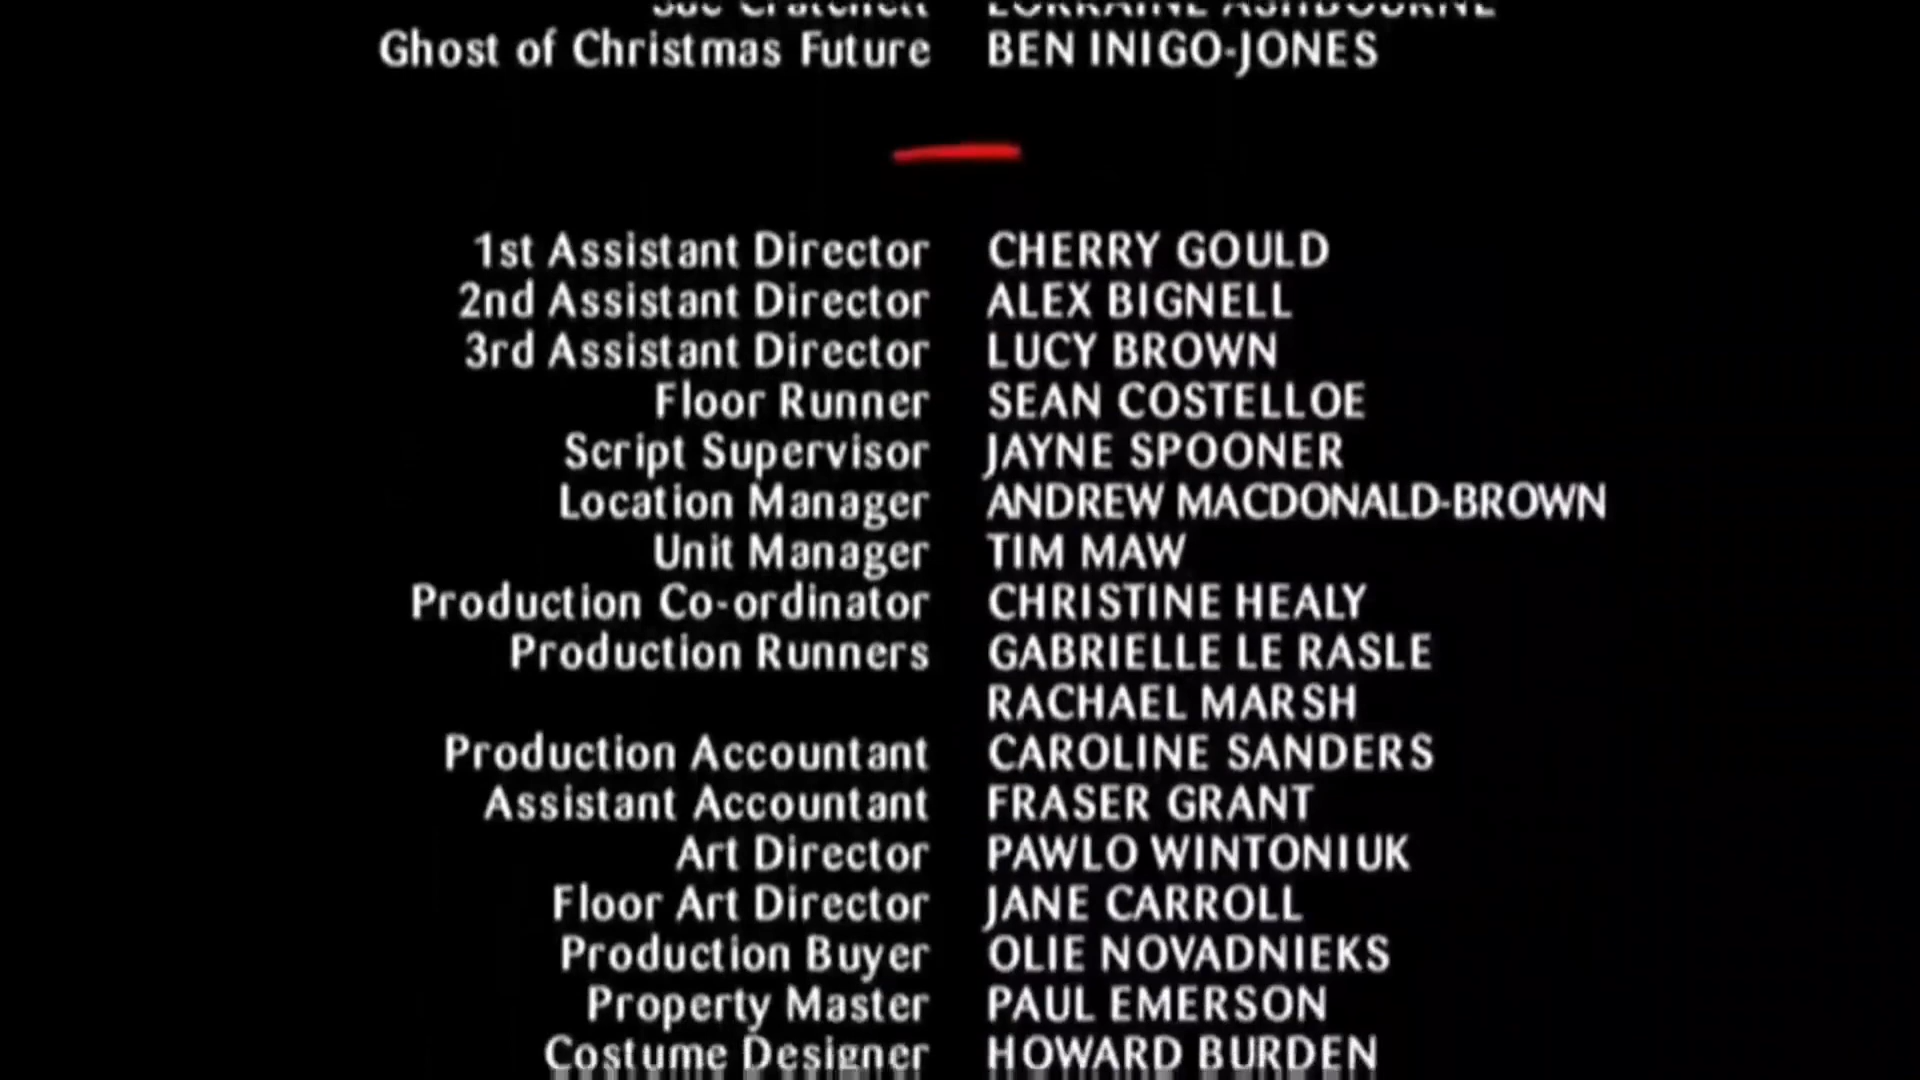 Sue Cratchett LORRAINE ASHBOURNE
Ghost of Christmas Future BEN INIGO-JONES
1st Assistant Director CHERRY GOULD
2nd Assistant Director ALEX BIGNELL
3rd Assistant Director LUCY BROWN
Floor Runner SEAN COSTELLOE
Script Supervisor JAYNE SPOONER
Location Manager ANDREW MACDONALD-BROWN
Unit Manager TIM MAW
Production Co-ordinator CHRISTINE HEALY
Production Runners GABRIELLE LE RASLE
RACHAEL MARSH
Production Accountant CAROLINE SANDERS
Assistant Accountant FRASER GRANT
Art Director PAWLO WINTONIUK
Floor Art Director JANE CARROLL
Production Buyer OLIE NOVADNIEKS
Property Master PAUL EMERSON
Costume Designer HOWARD BURDEN